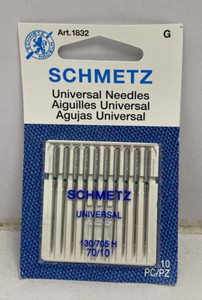 Art.1832
G
SCHMETZ
Universal Needles
Aiguilles Universal
Agujas Universal
SCHMETZ
UNIVERSAL
130/705 H
70/10
10
PC/PZ